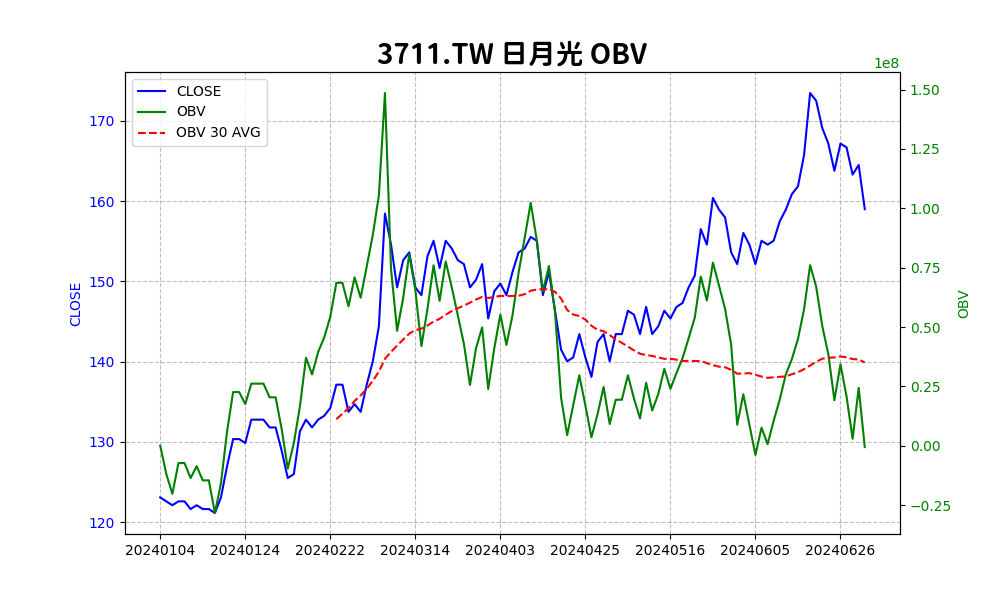 3711.TW 日月光 OBV
1e8
CLOSE
OBV
OBV 30 AVG
170
160
150
140
130
120
CLOSE
1.50
1.25
1.00
0.75
0.50
0.25
0.00
−0.25
OBV
20240104 20240124 20240222 20240314 20240403 20240425 20240516 20240605 20240626